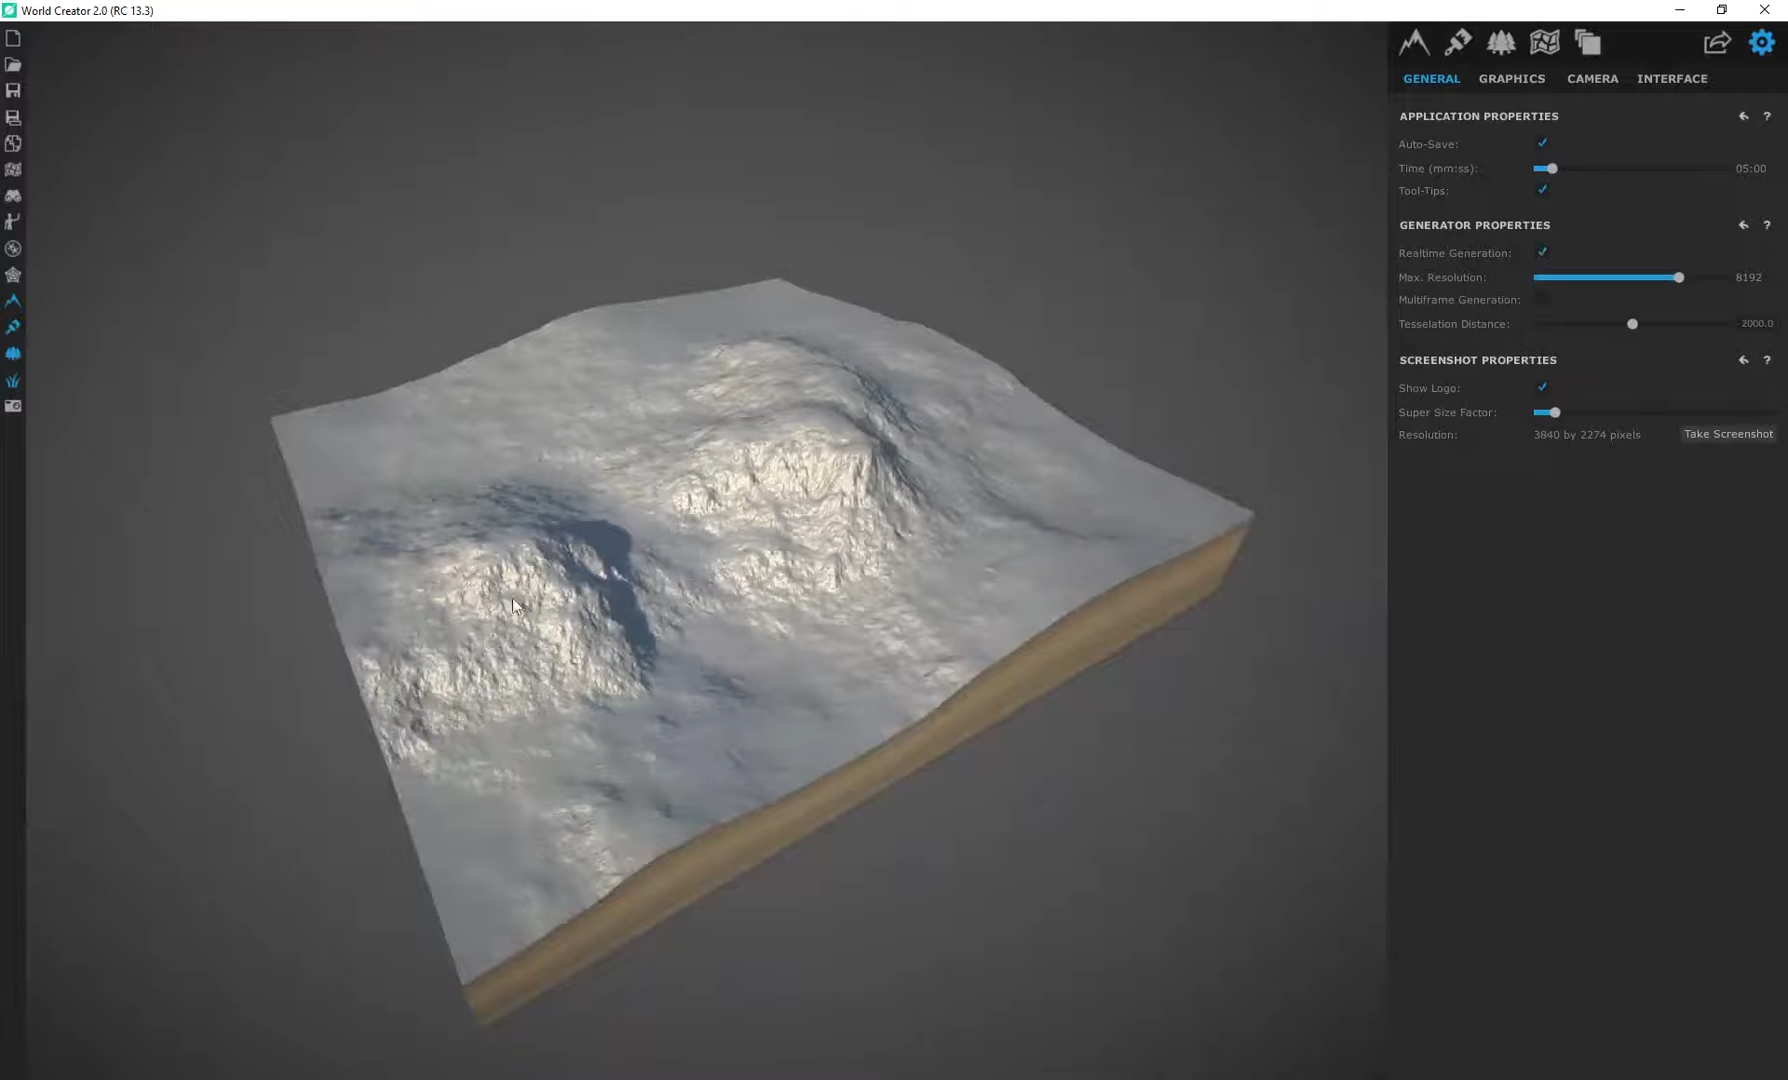 World Creator 2.0 (RC 13.3)
GENERAL GRAPHICS CAMERA INTERFACE
APPLICATION PROPERTIES ?
Auto-Save:
Time (mm:ss): 05:00
Tool-Tips:
GENERATOR PROPERTIES ?
Realtime Generation:
Max. Resolution: 8192
Multiframe Generation:
Tesselation Distance: 2000.0
SCREENSHOT PROPERTIES ?
Show Logo:
Super Size Factor:
Resolution: 3840 by 2274 pixels Take Screenshot